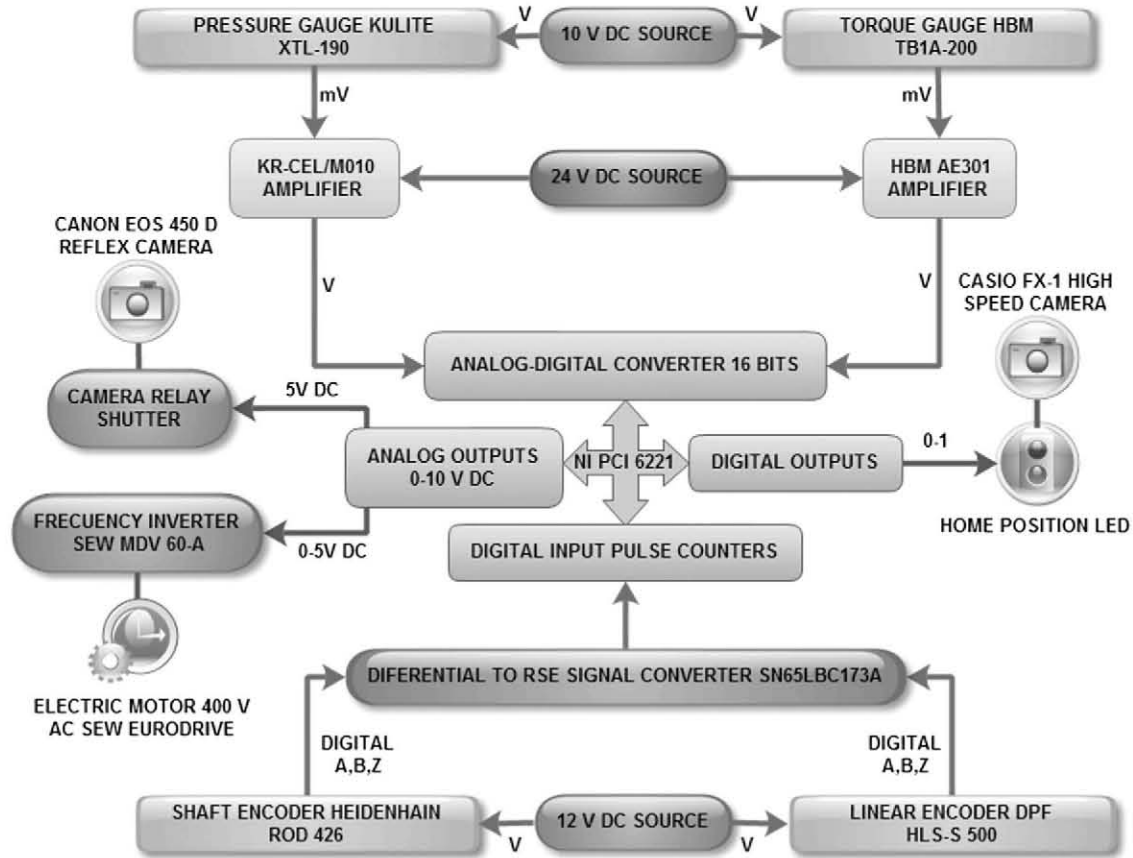 PRESSURE GAUGE KULITE
XTL-190
V
10 V DC SOURCE
V
TORQUE GAUGE HBM
TB1A-200
mV
mV
KR-CEL/M010
AMPLIFIER
24 V DC SOURCE
HBM AE301
AMPLIFIER
CANON EOS 450 D
REFLEX CAMERA
V
V
CASIO FX-1 HIGH
SPEED CAMERA
ANALOG-DIGITAL CONVERTER 16 BITS
CAMERA RELAY
SHUTTER
5V DC
ANALOG OUTPUTS
0-10 V DC
NI PCI 6221
DIGITAL OUTPUTS
0-1
HOME POSITION LED
FRECUENCY INVERTER
SEW MDV 60-A
0-5V DC
DIGITAL INPUT PULSE COUNTERS
ELECTRIC MOTOR 400 V
AC SEW EURODRIVE
DIFERENTIAL TO RSE SIGNAL CONVERTER SN65LBC173A
DIGITAL
A,B,Z
DIGITAL
A,B,Z
SHAFT ENCODER HEIDENHAIN
ROD 426
V
12 V DC SOURCE
V
LINEAR ENCODER DPF
HLS-S 500